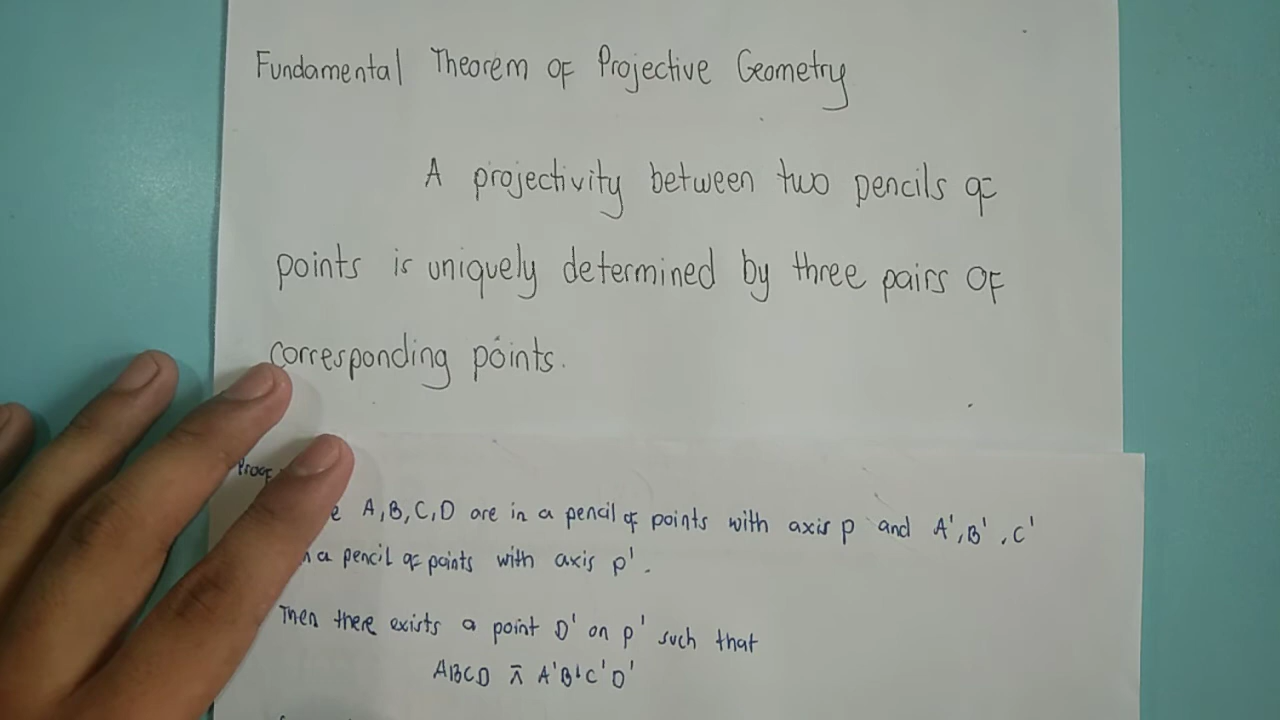 Fundamental Theorem of Projective Geometry
A projectivity between two pencils of
points is uniquely determined by three pairs of
corresponding points.
Proof
A,B,C,D are in a pencil of points with axis p and A',B',C'
a pencil of points with axis p'.
Then there exists a point D' on p' such that
ABCD ⊼ A'B'C'D'